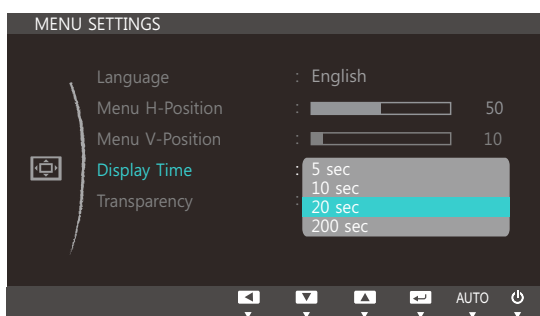 MENU SETTINGS
Language : English
Menu H-Position : 50
Menu V-Position : 10
Display Time : 5 sec
10 sec
Transparency : 20 sec
200 sec
AUTO